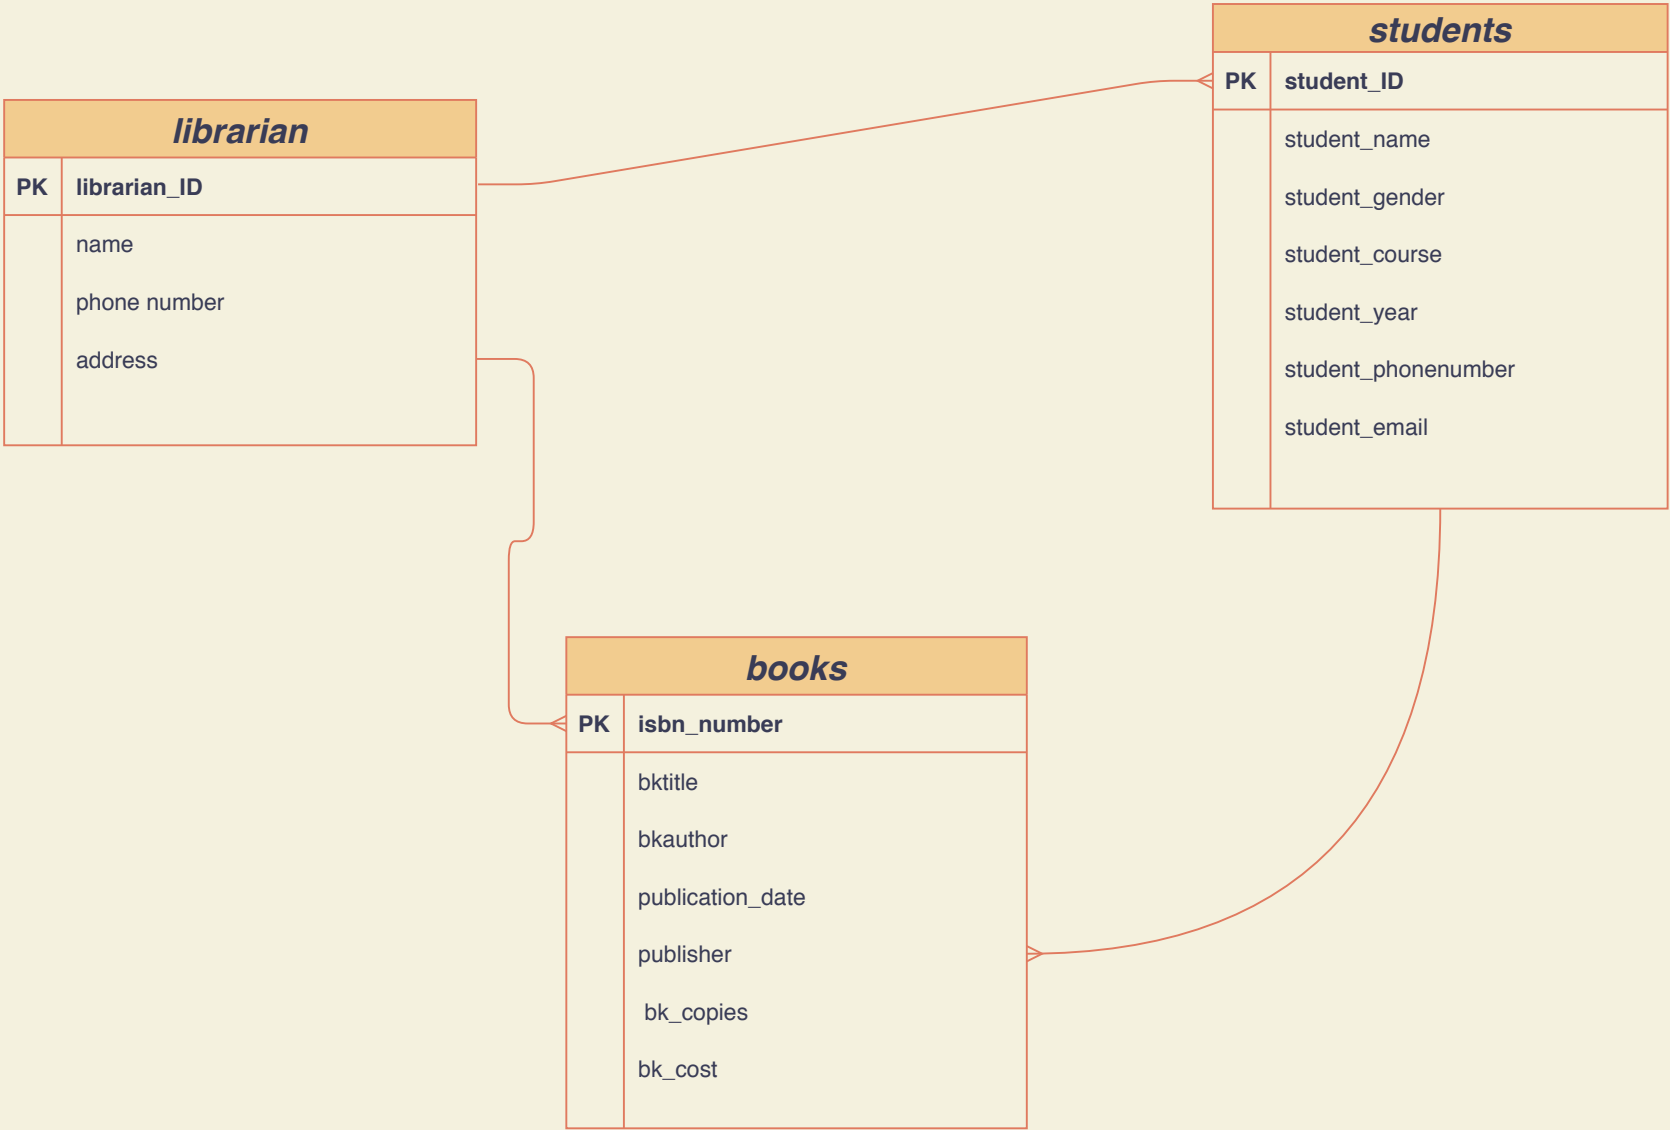 librarian
PK librarian_ID
name
phone number
address
students
PK student_ID
student_name
student_gender
student_course
student_year
student_phonenumber
student_email
books
PK isbn_number
bktitle
bkauthor
publication_date
publisher
bk_copies
bk_cost